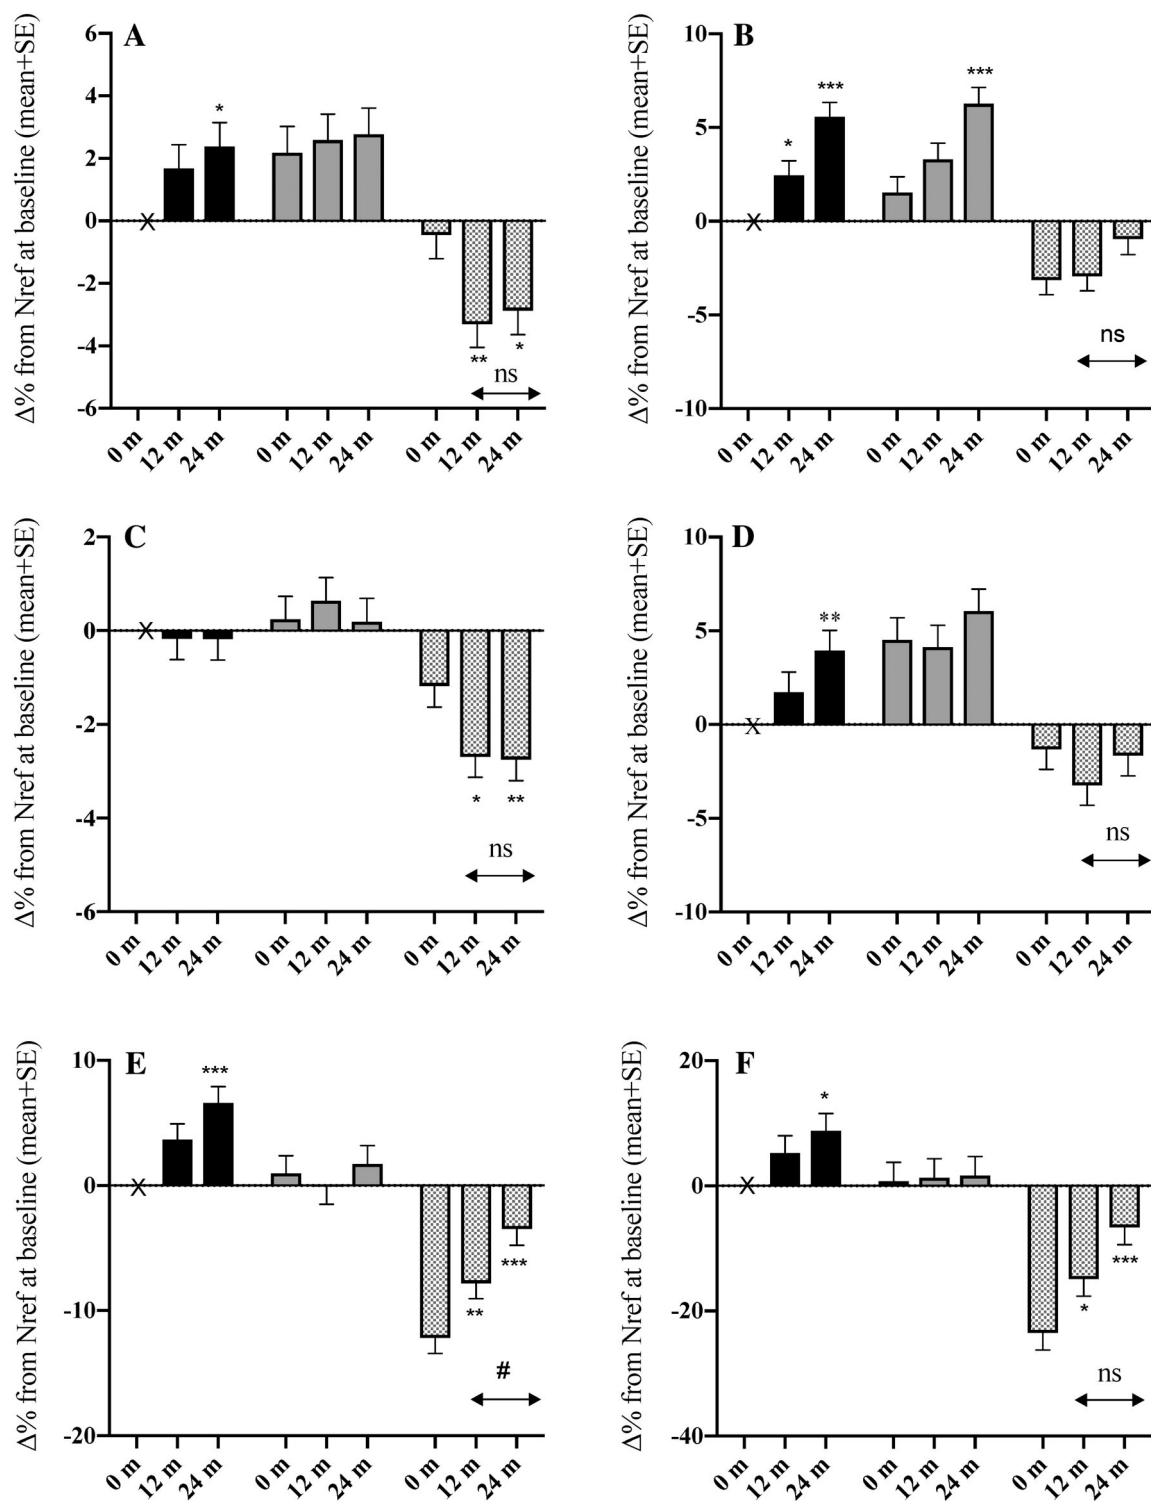 A
Δ% from Nref at baseline (mean+SE)
6
4
2
0
-2
-4
-6
X
*
**
*
ns
0 m
12 m
24 m
0 m
12 m
24 m
0 m
12 m
24 m
B
Δ% from Nref at baseline (mean+SE)
10
5
0
-5
-10
X
*
***
***
ns
0 m
12 m
24 m
0 m
12 m
24 m
0 m
12 m
24 m
C
Δ% from Nref at baseline (mean+SE)
2
0
-2
-4
-6
X
*
**
ns
0 m
12 m
24 m
0 m
12 m
24 m
0 m
12 m
24 m
D
Δ% from Nref at baseline (mean+SE)
10
5
0
-5
-10
X
**
ns
0 m
12 m
24 m
0 m
12 m
24 m
0 m
12 m
24 m
E
Δ% from Nref at baseline (mean+SE)
10
0
-10
-20
X
***
**
***
#
0 m
12 m
24 m
0 m
12 m
24 m
0 m
12 m
24 m
F
Δ% from Nref at baseline (mean+SE)
20
0
-20
-40
X
*
*
***
ns
0 m
12 m
24 m
0 m
12 m
24 m
0 m
12 m
24 m